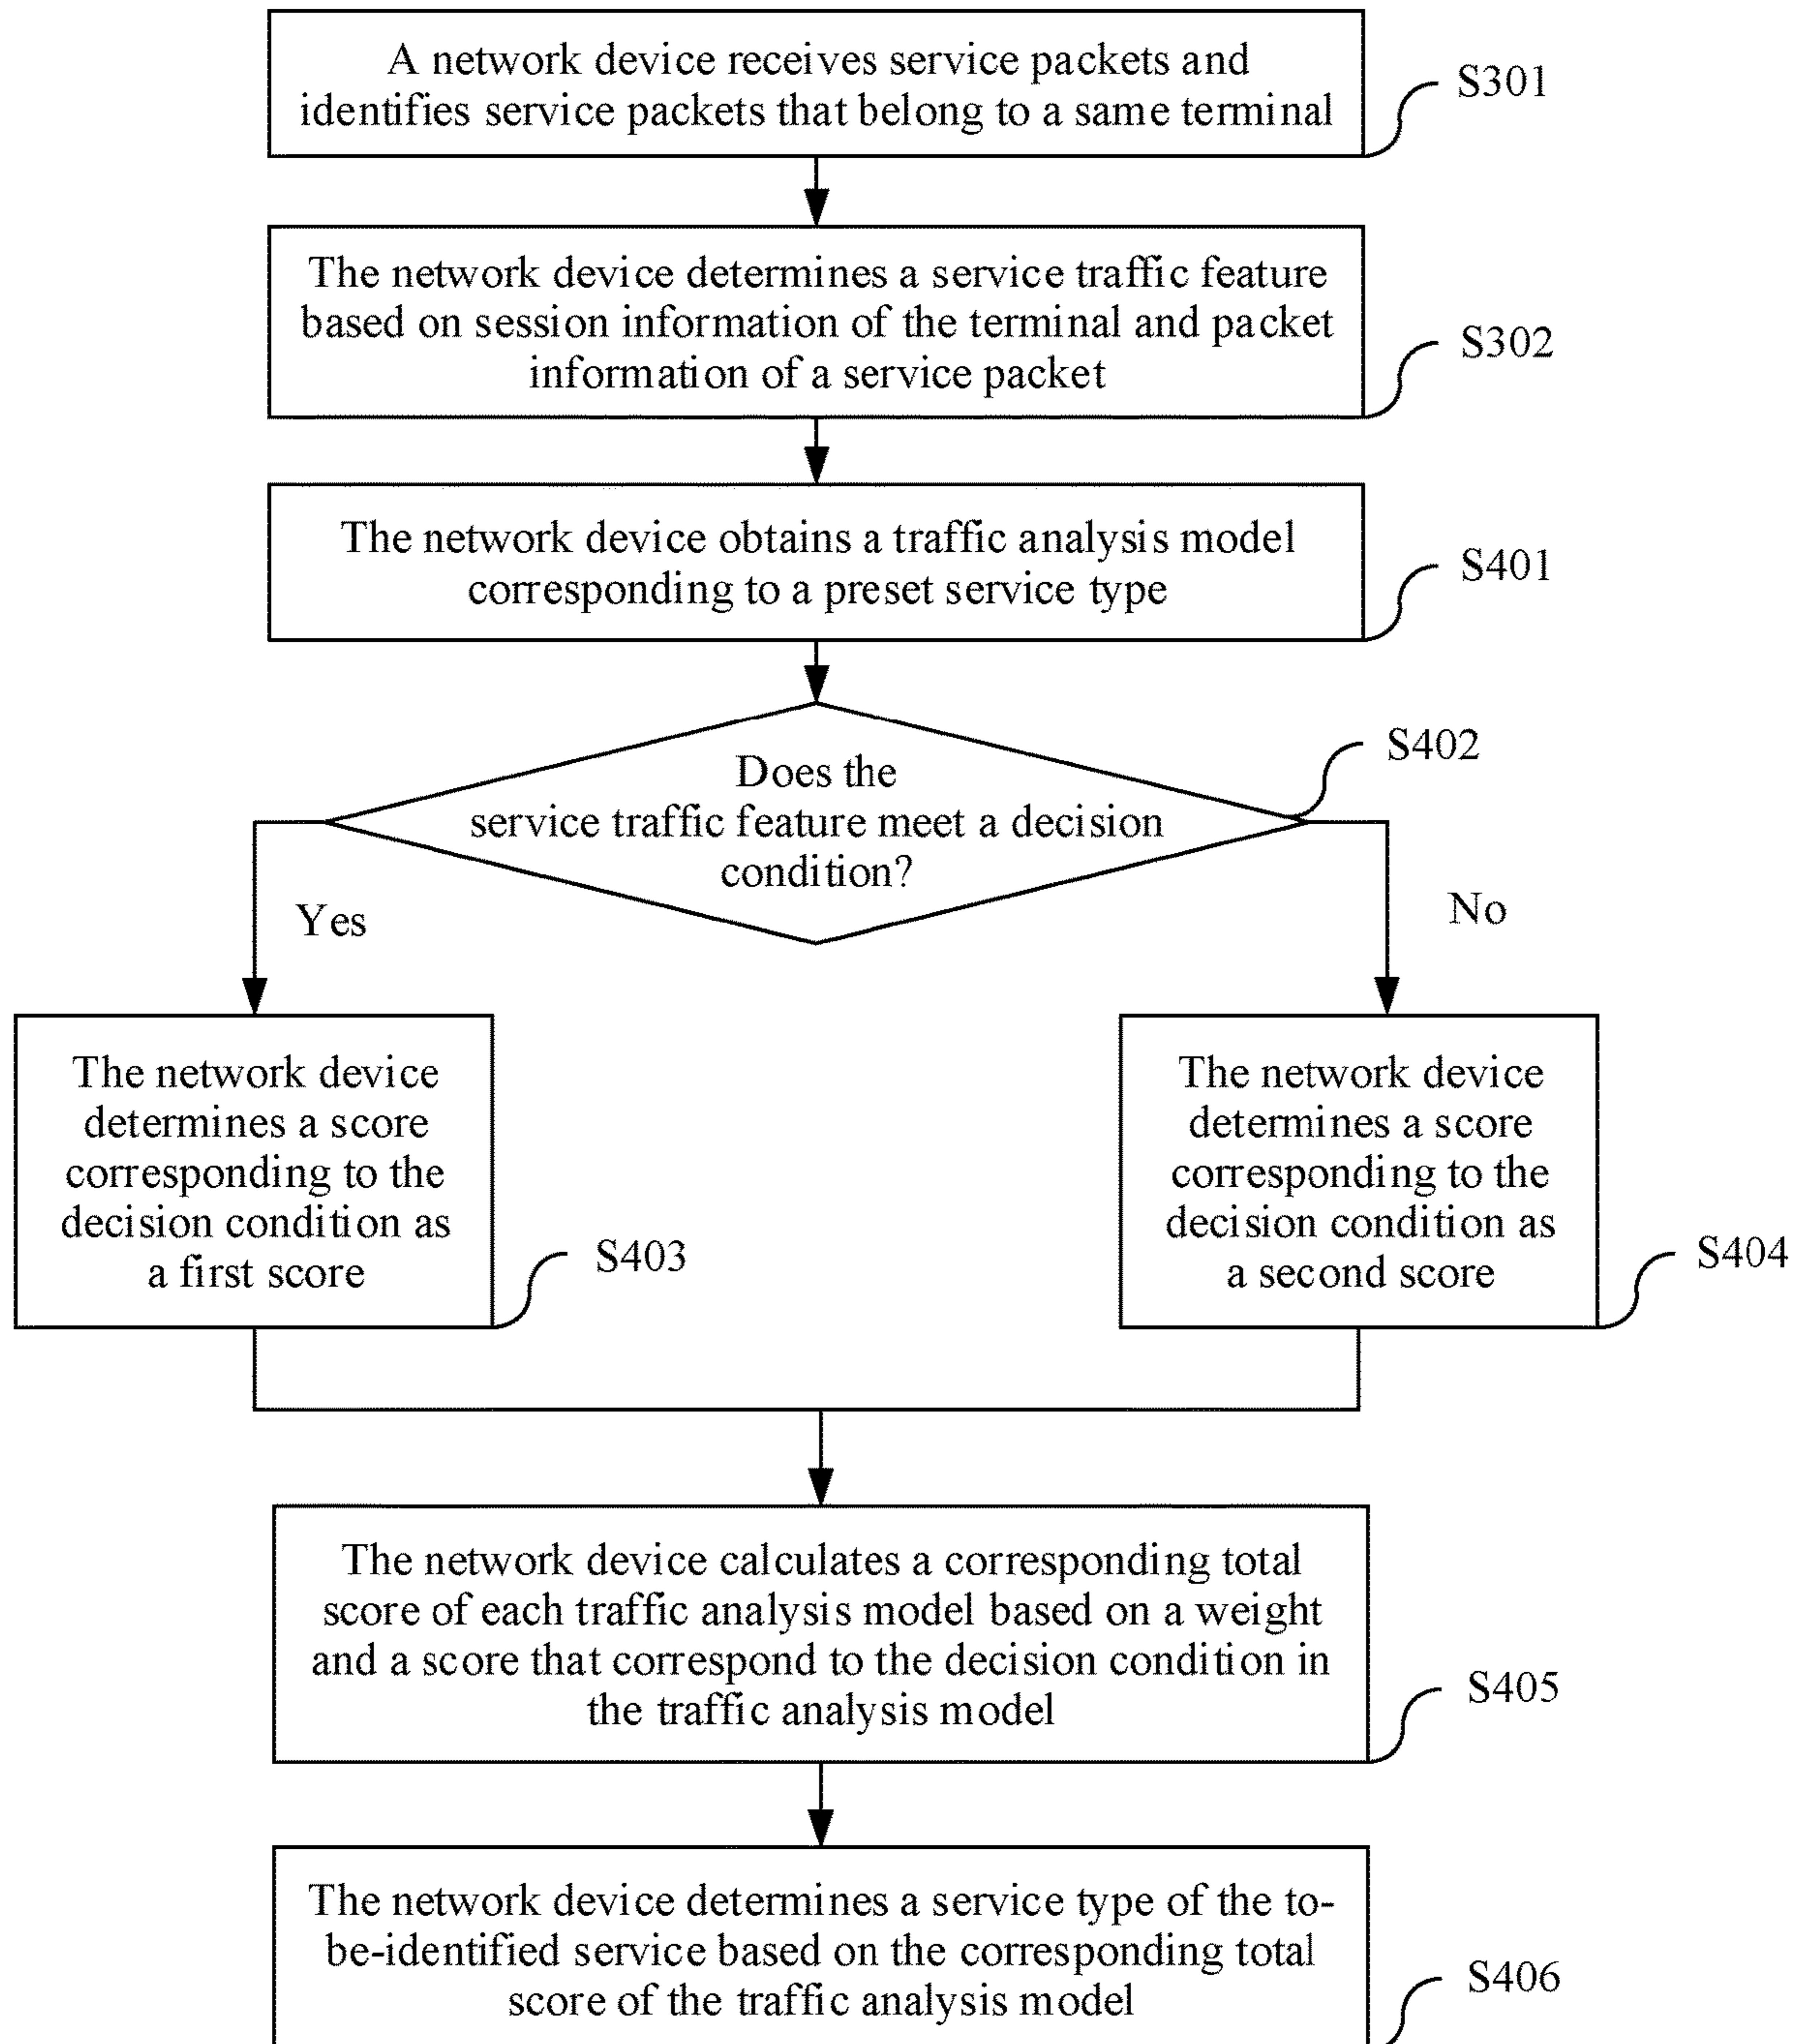 A network device receives service packets and
identifies service packets that belong to a same terminal
S301
The network device determines a service traffic feature
based on session information of the terminal and packet
information of a service packet
S302
The network device obtains a traffic analysis model
corresponding to a preset service type
S401
Does the
service traffic feature meet a decision
condition?
S402
Yes
No
The network device
determines a score
corresponding to the
decision condition as
a first score
S403
The network device
determines a score
corresponding to the
decision condition as
a second score
S404
The network device calculates a corresponding total
score of each traffic analysis model based on a weight
and a score that correspond to the decision condition in
the traffic analysis model
S405
The network device determines a service type of the to-
be-identified service based on the corresponding total
score of the traffic analysis model
S406